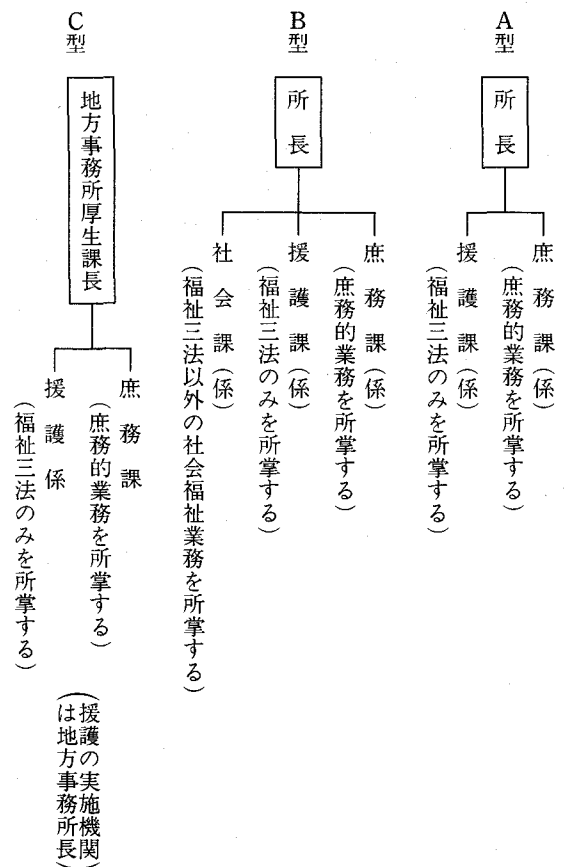 A型
所長
庶務課(係)
(庶務的業務を所掌する)
援護課(係)
(福祉三法のみを所掌する)
B型
所長
庶務課(係)
(庶務的業務を所掌する)
援護課(係)
(福祉三法のみを所掌する)
社会課(係)
(福祉三法以外の社会福祉業務を所掌する)
C型
地方事務所厚生課長
庶務課
(庶務的業務を所掌する)
援護係
(福祉三法のみを所掌する)
(援護の実施機関
は地方事務所長)